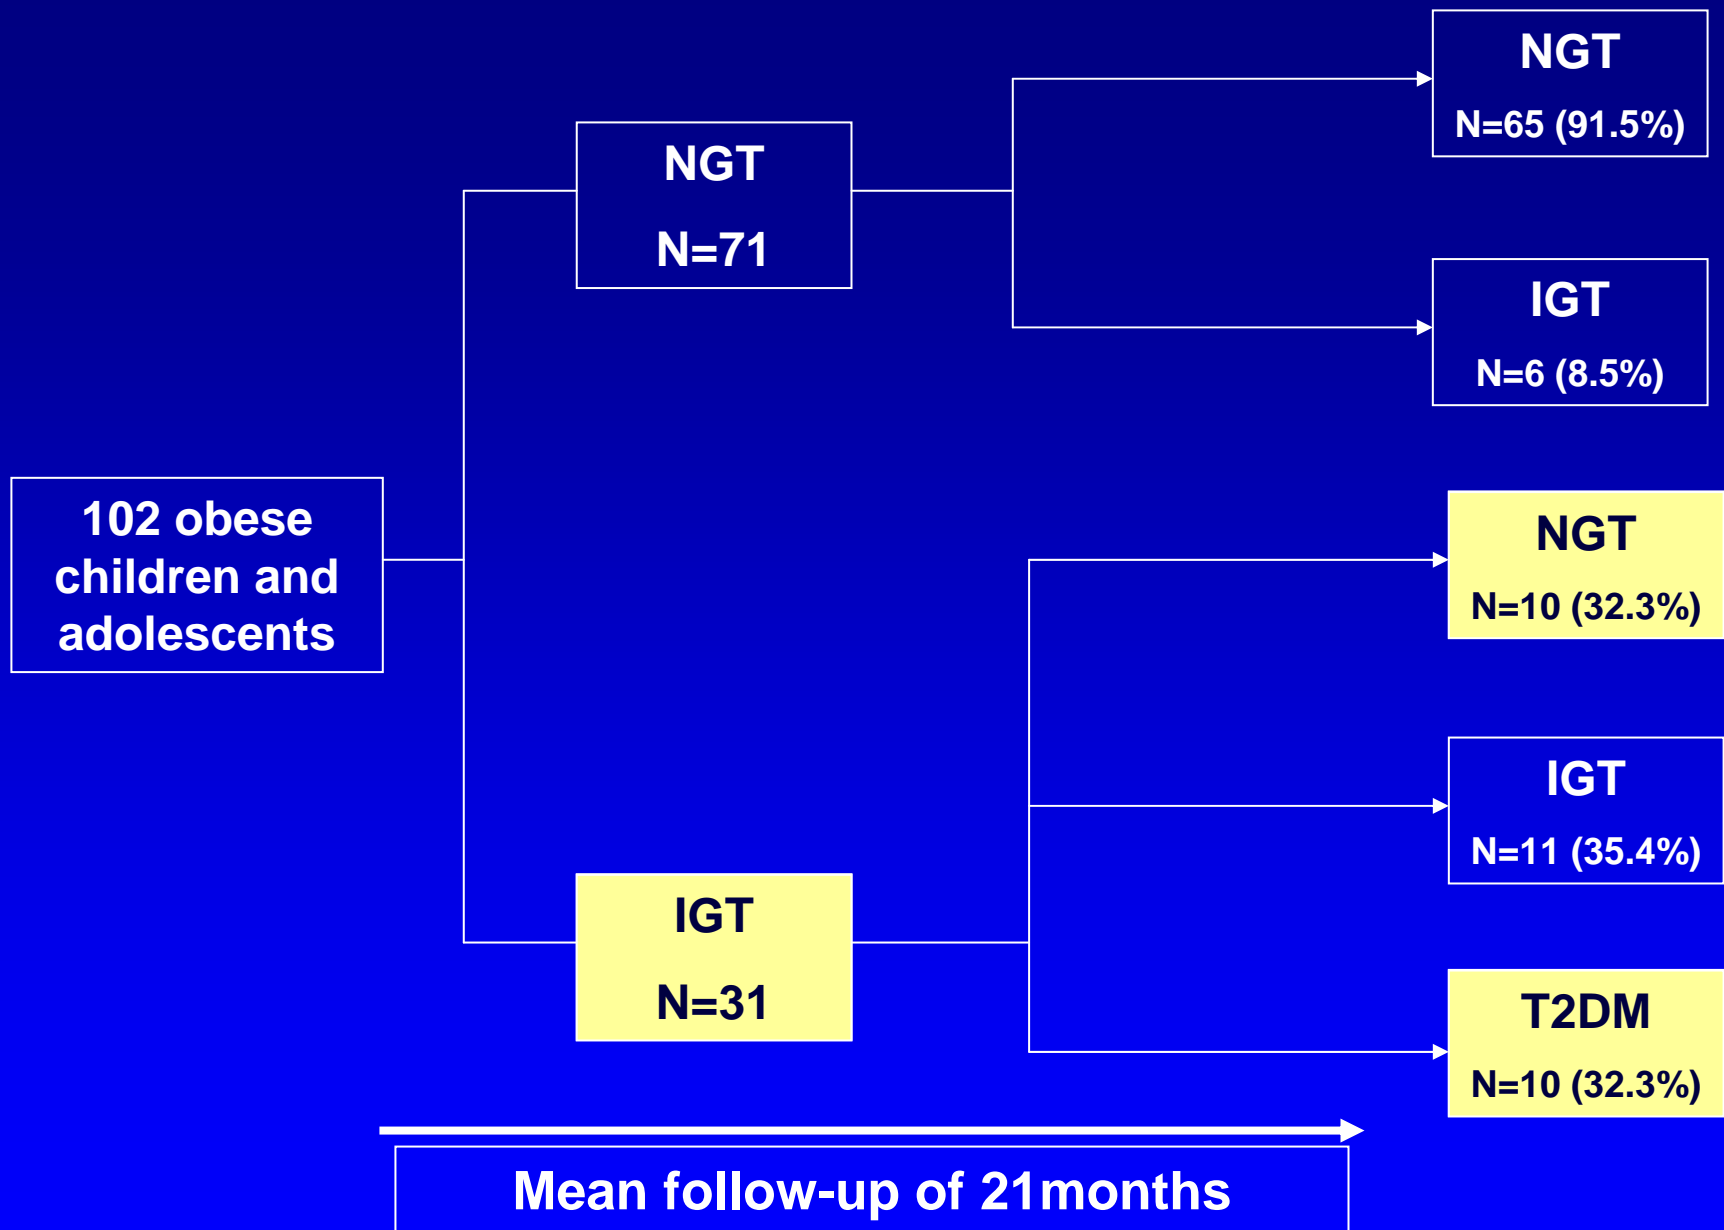 102 obese
children and
adolescents
NGT
N=71
IGT
N=31
NGT
N=65 (91.5%)
IGT
N=6 (8.5%)
NGT
N=10 (32.3%)
IGT
N=11 (35.4%)
T2DM
N=10 (32.3%)
Mean follow-up of 21months